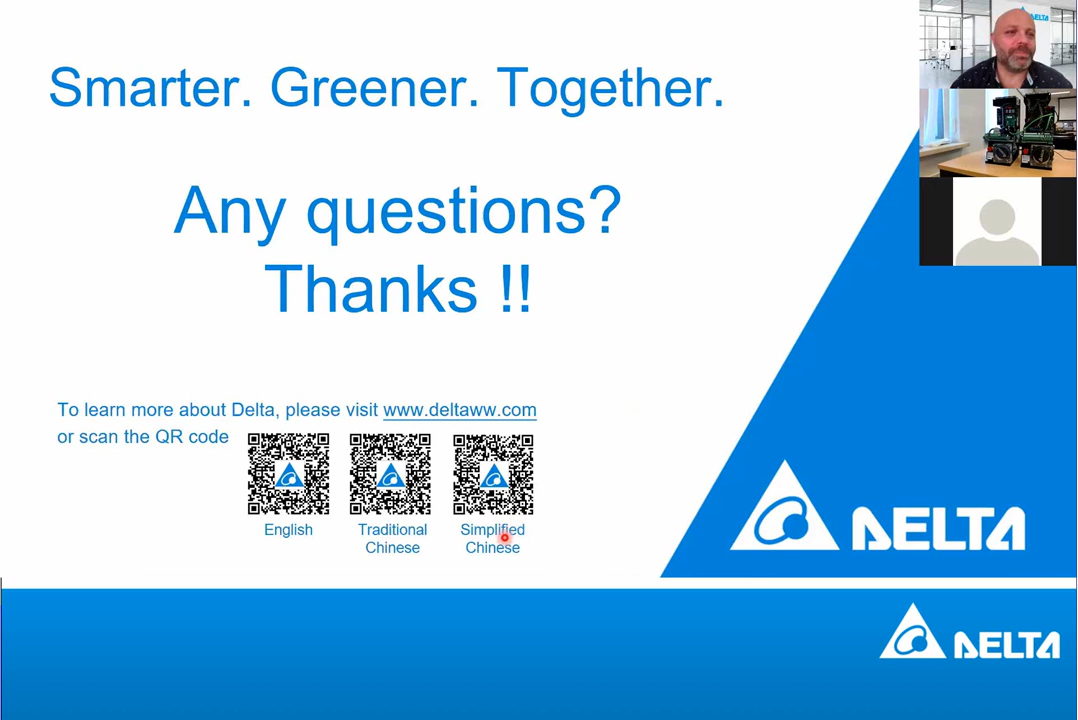 DELTA
Smarter. Greener. Together.
Any questions?
Thanks !!
To learn more about Delta, please visit www.deltaww.com
or scan the QR code
English
Traditional
Chinese
Simplified
Chinese
DELTA
DELTA